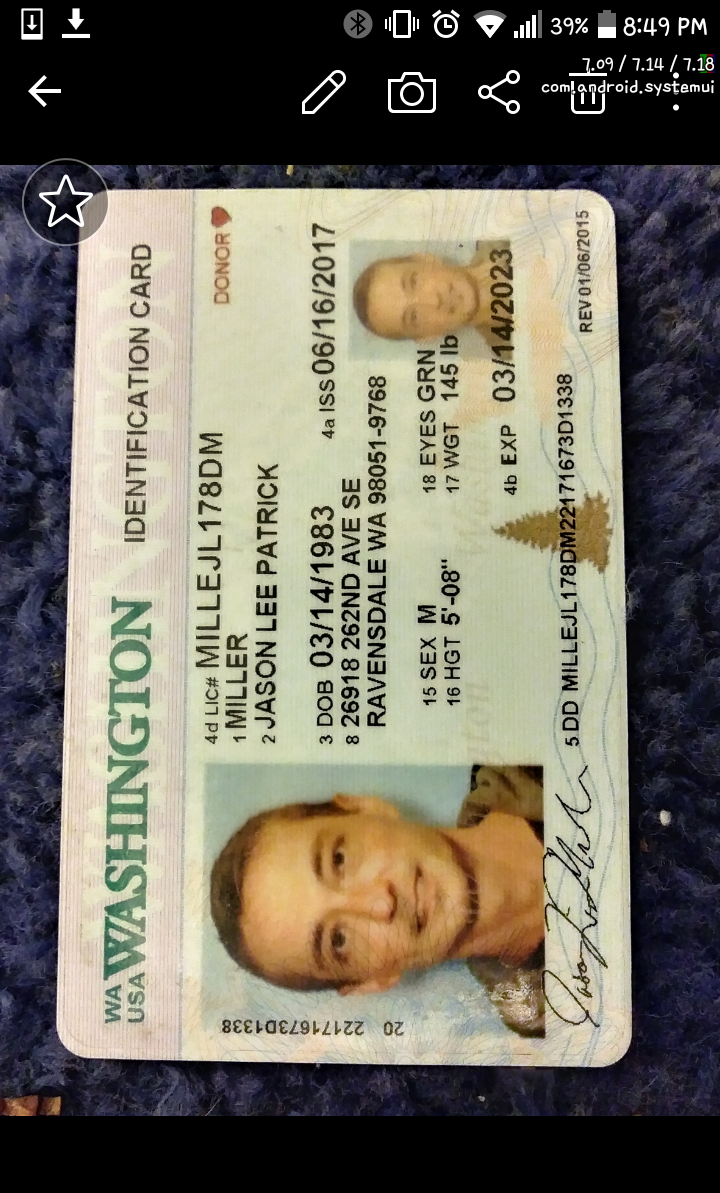 39% 8:49 PM
7.09 / 7.14 / 7.18
com.android.systemui
WA
USA WASHINGTON IDENTIFICATION CARD
DONOR
4d LIC# MILLEJL178DM
1 MILLER
2 JASON LEE PATRICK
3 DOB 03/14/1983 4a ISS 06/16/2017
8 26918 262ND AVE SE
RAVENSDALE WA 98051-9768
15 SEX M 18 EYES GRN
16 HGT 5'-08" 17 WGT 145 lb
4b EXP 03/14/2023
5 DD MILLEJL178DM22171673D1338
REV 01/06/2015
20 22171673D1338